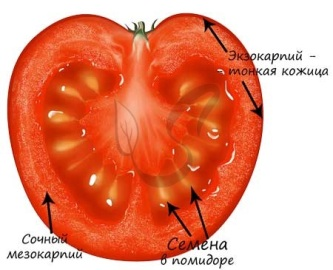 Экзокарпий -
тонкая кожица
Сочный
мезокарпий
Семена
в помидоре